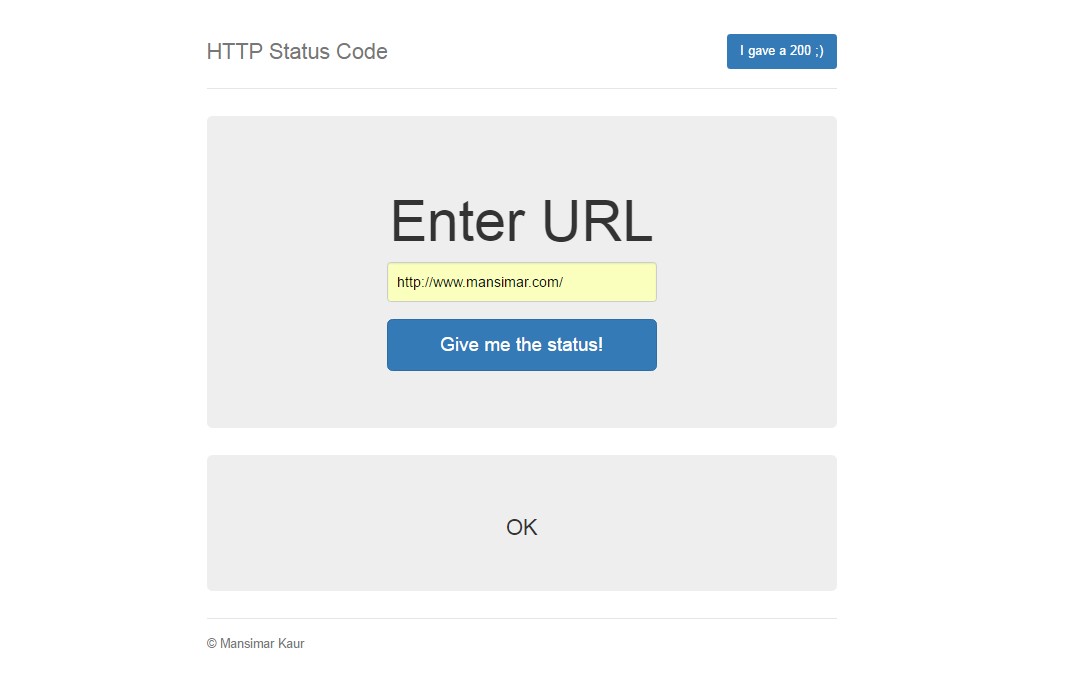 HTTP Status Code
I gave a 200 ;)
Enter URL
http://www.mansimar.com/
Give me the status!
OK
© Mansimar Kaur